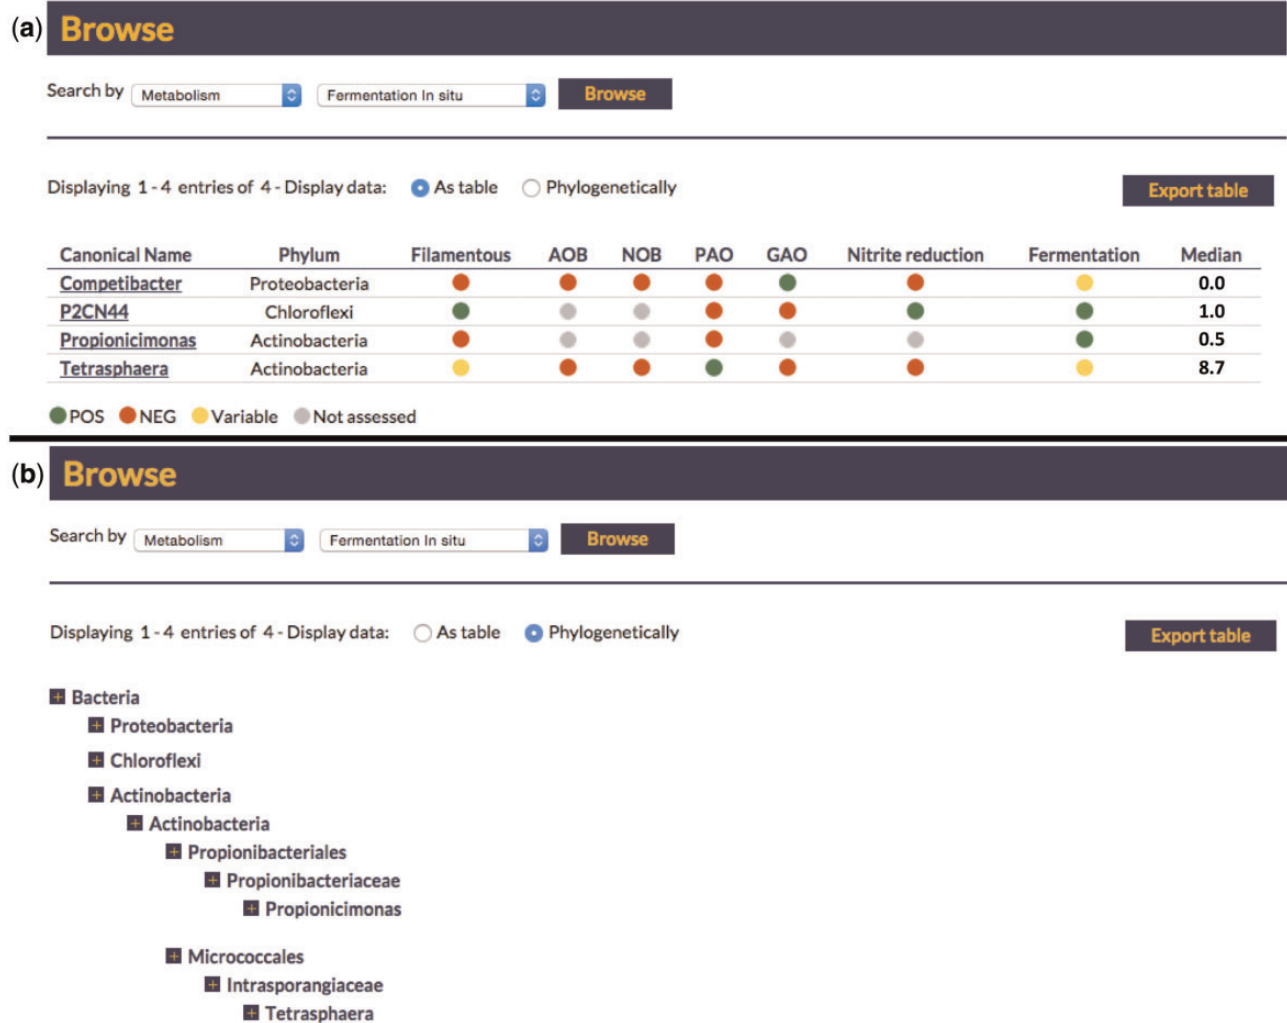 (a) Browse
Search by Metabolism Fermentation In situ Browse
Displaying 1 - 4 entries of 4 - Display data: As table Phylogenetically Export table
Canonical Name Phylum Filamentous AOB NOB PAO GAO Nitrite reduction Fermentation Median
Competibacter Proteobacteria 0.0
P2CN44 Chloroflexi 1.0
Propionicimonas Actinobacteria 0.5
Tetrasphaera Actinobacteria 8.7
POS NEG Variable Not assessed
(b) Browse
Search by Metabolism Fermentation In situ Browse
Displaying 1 - 4 entries of 4 - Display data: As table Phylogenetically Export table
Bacteria
Proteobacteria
Chloroflexi
Actinobacteria
Actinobacteria
Propionibacteriales
Propionibacteriaceae
Propionicimonas
Micrococcales
Intrasporangiaceae
Tetrasphaera